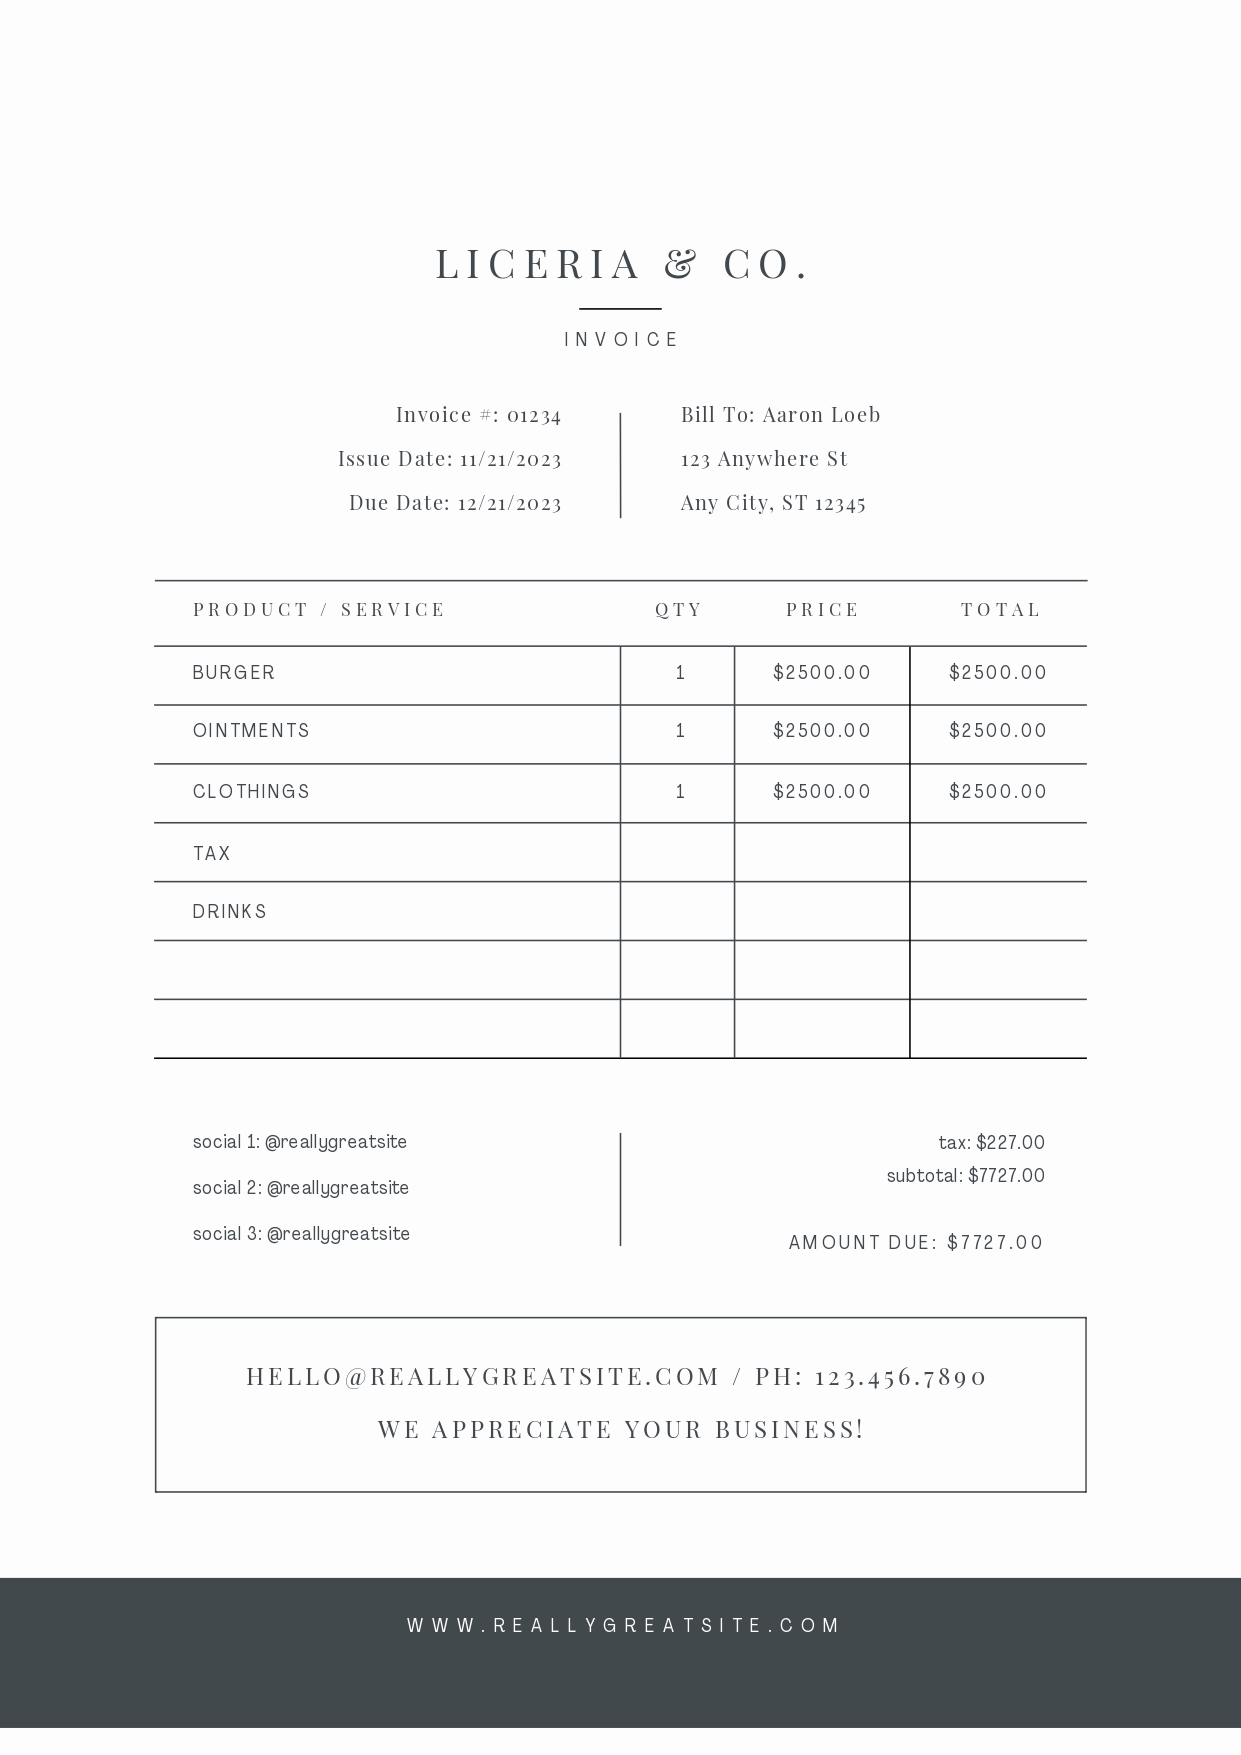 LICERIA & CO.
INVOICE
Invoice #: 01234
Issue Date: 11/21/2023
Due Date: 12/21/2023
Bill To: Aaron Loeb
123 Anywhere St
Any City, ST 12345
PRODUCT / SERVICE QTY PRICE TOTAL
BURGER 1 $2500.00 $2500.00
OINTMENTS 1 $2500.00 $2500.00
CLOTHINGS 1 $2500.00 $2500.00
TAX
DRINKS
social 1: @reallygreatsite
social 2: @reallygreatsite
social 3: @reallygreatsite
tax: $227.00
subtotal: $7727.00
AMOUNT DUE: $7727.00
HELLO@REALLYGREATSITE.COM / PH: 123.456.7890
WE APPRECIATE YOUR BUSINESS!
WWW.REALLYGREATSITE.COM